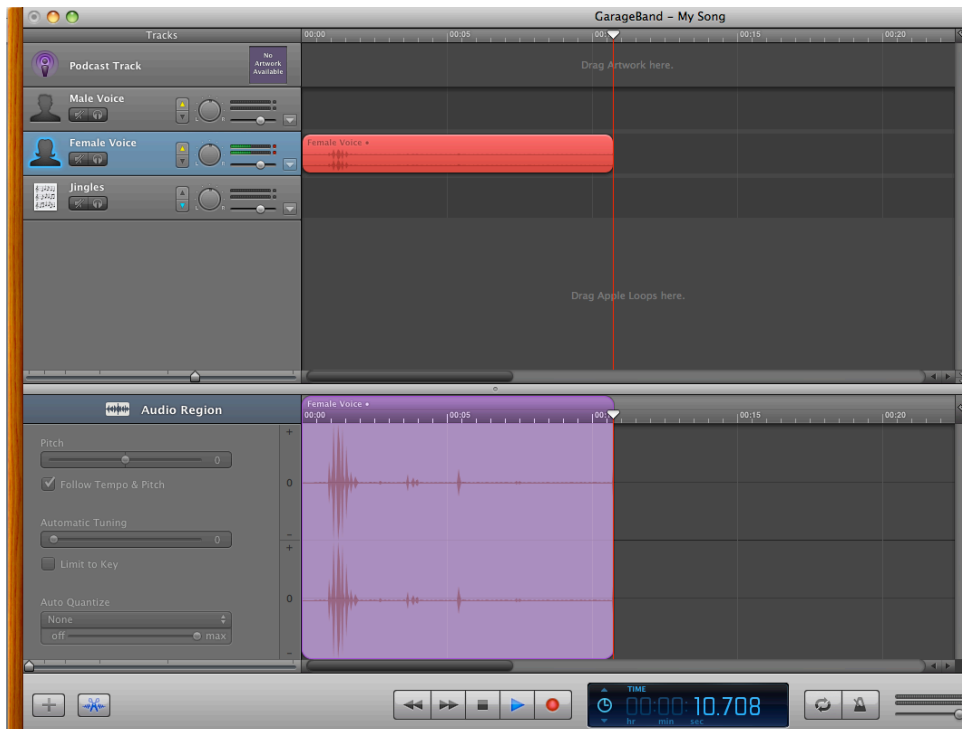 GarageBand – My Song
Tracks
00:00 00:05 00: 00:15 00:20
Podcast Track
No Artwork Available
Drag Artwork here.
Male Voice
L R
Female Voice
L R
Female Voice
Jingles
L R
Drag Apple Loops here.
Audio Region
Female Voice
00:00 00:05 00: 00:15 00:20
Pitch
0
Follow Tempo & Pitch
Automatic Tuning
0
Limit to Key
Auto Quantize
None
off max
+
0
-
+
0
-
TIME
00:00:10.708
hr min sec